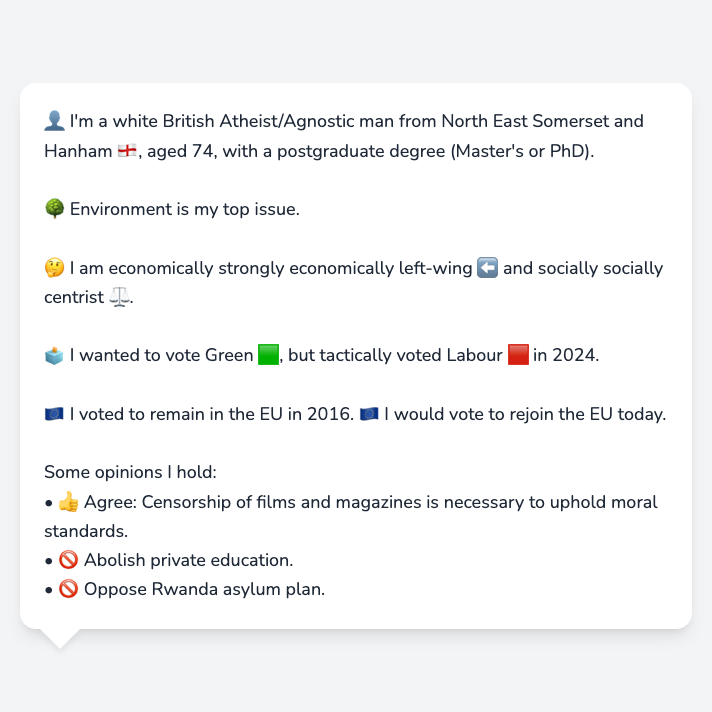 👤 I'm a white British Atheist/Agnostic man from North East Somerset and
Hanham 🏴󠁧󠁢󠁥󠁮󠁧󠁿, aged 74, with a postgraduate degree (Master's or PhD).
🌳 Environment is my top issue.
🤔 I am economically strongly economically left-wing ⬅️ and socially socially
centrist ⚖️.
🗳️ I wanted to vote Green 🟩, but tactically voted Labour 🟥 in 2024.
🇪🇺 I voted to remain in the EU in 2016. 🇪🇺 I would vote to rejoin the EU today.
Some opinions I hold:
• 👍 Agree: Censorship of films and magazines is necessary to uphold moral
standards.
• 🚫 Abolish private education.
• 🚫 Oppose Rwanda asylum plan.